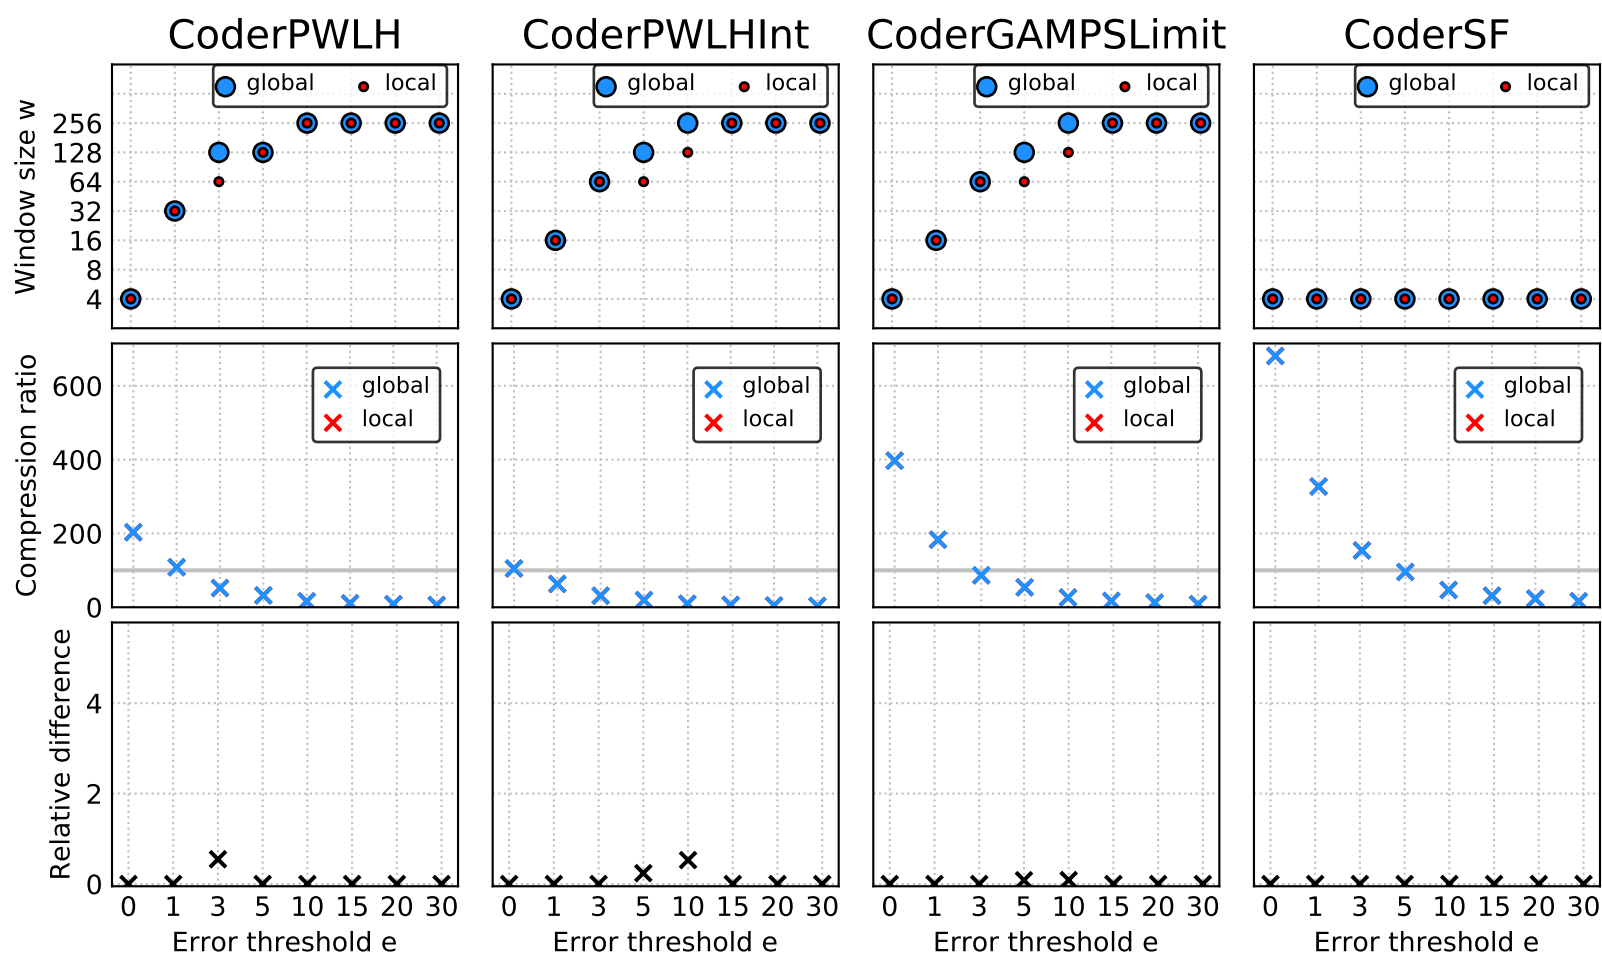 CoderPWLH CoderPWLHInt CoderGAMPSLimit CoderSF
Window size w
256
128
64
32
16
8
4
global local
global local
global local
global local
Compression ratio
600
400
200
0
global
local
global
local
global
local
global
local
Relative difference
4
2
0
0 1 3 5 10 15 20 30
0 1 3 5 10 15 20 30
0 1 3 5 10 15 20 30
0 1 3 5 10 15 20 30
Error threshold e
Error threshold e
Error threshold e
Error threshold e